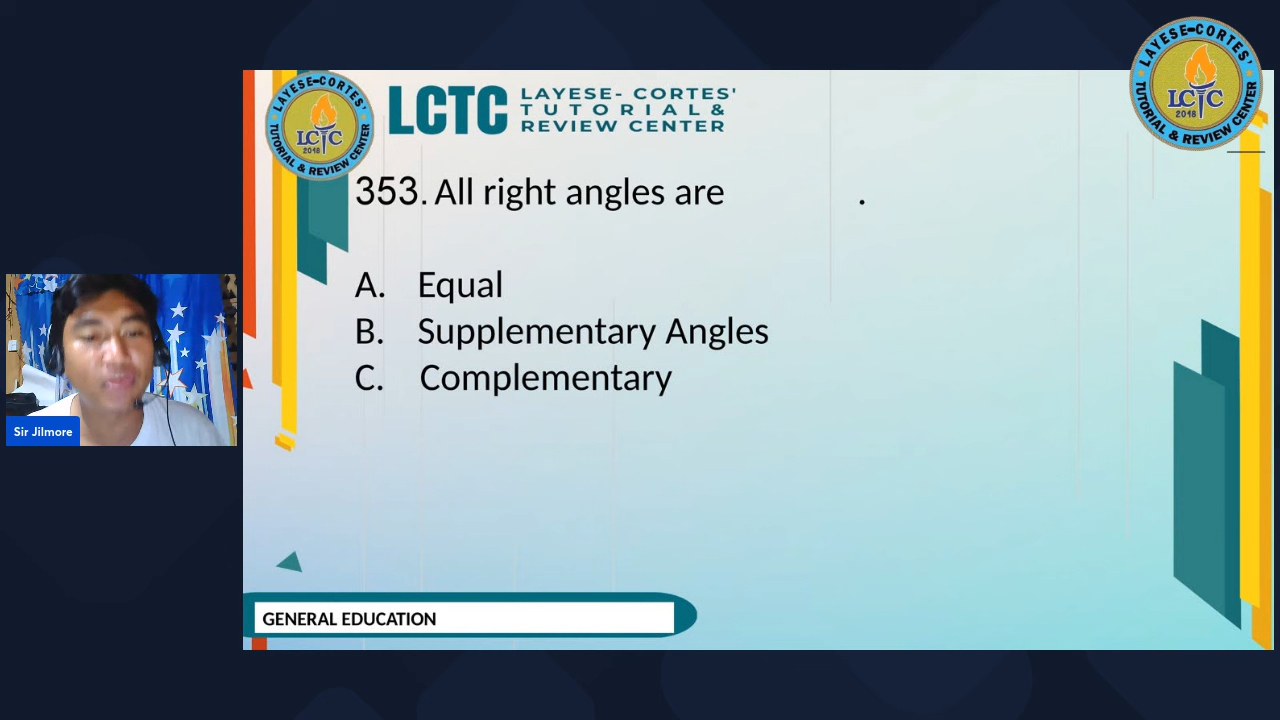 LAYESE-CORTES'
LCTC
2018
TUTORIAL & REVIEW CENTER
LCTC
LAYESE- CORTES'
TUTORIAL &
REVIEW CENTER
LAYESE-CORTES'
LCTC
2018
TUTORIAL & REVIEW CENTER
353. All right angles are .
A. Equal
B. Supplementary Angles
C. Complementary
Sir Jilmore
GENERAL EDUCATION